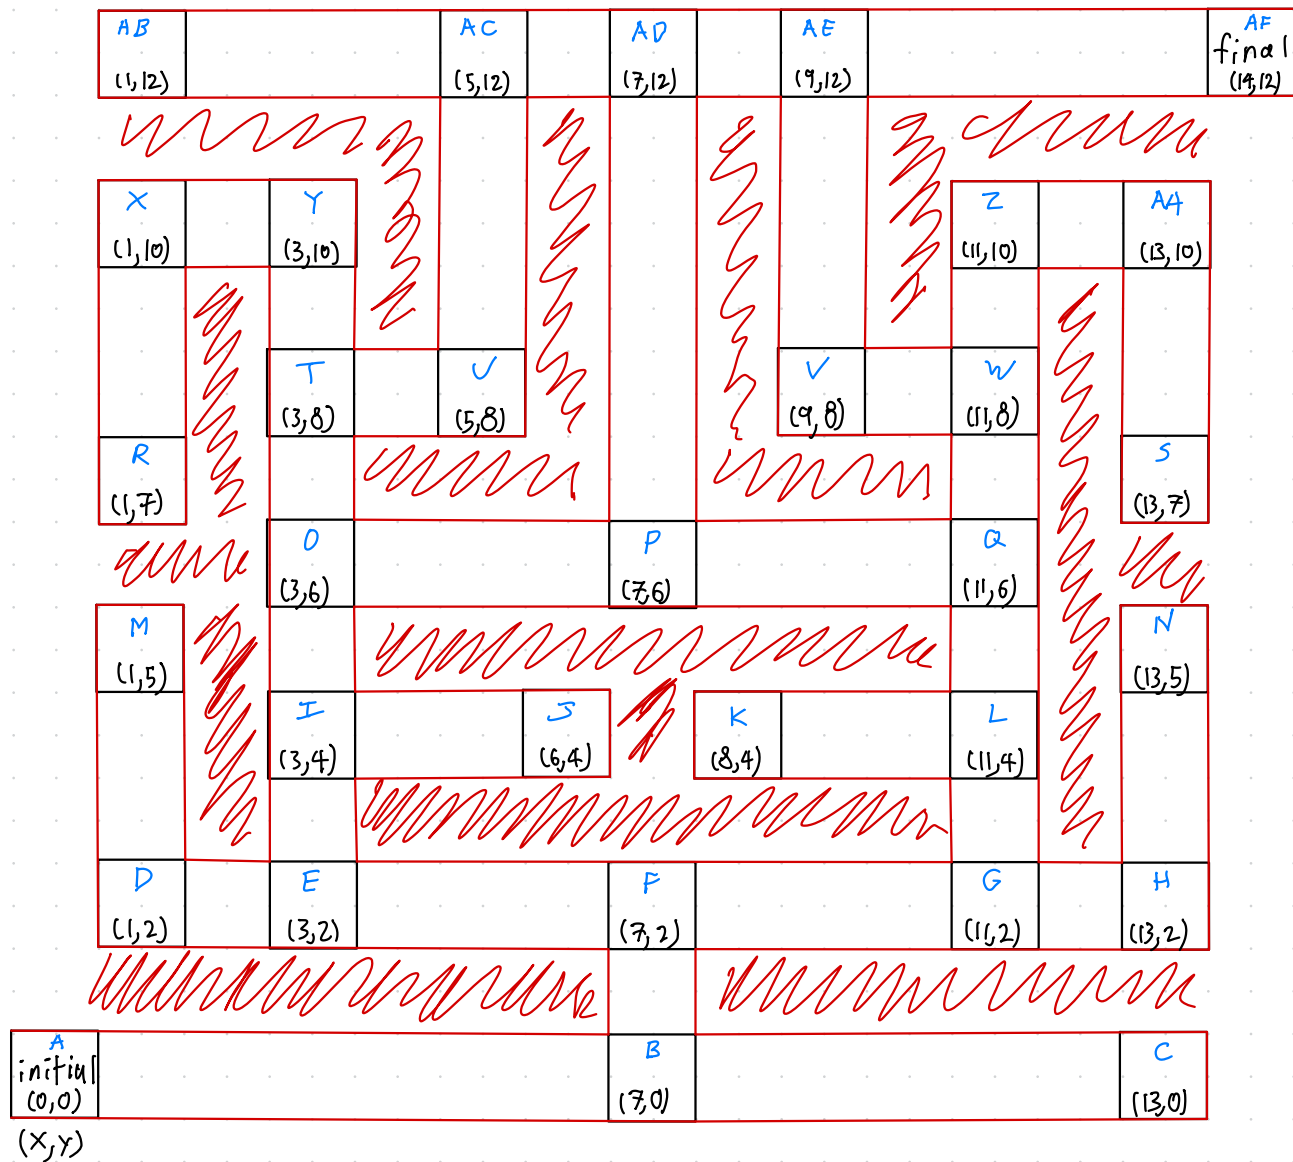 AB
(1,12)
AC
(5,12)
AD
(7,12)
AE
(9,12)
AF
final
(14,12)
X
(1,10)
Y
(3,10)
Z
(11,10)
AA
(13,10)
T
(3,8)
U
(5,8)
V
(9,8)
W
(11,8)
R
(1,7)
S
(13,7)
O
(3,6)
P
(7,6)
Q
(11,6)
M
(1,5)
N
(13,5)
I
(3,4)
J
(6,4)
K
(8,4)
L
(11,4)
D
(1,2)
E
(3,2)
F
(7,2)
G
(11,2)
H
(13,2)
A
initial
(0,0)
B
(7,0)
C
(13,0)
(X,Y)